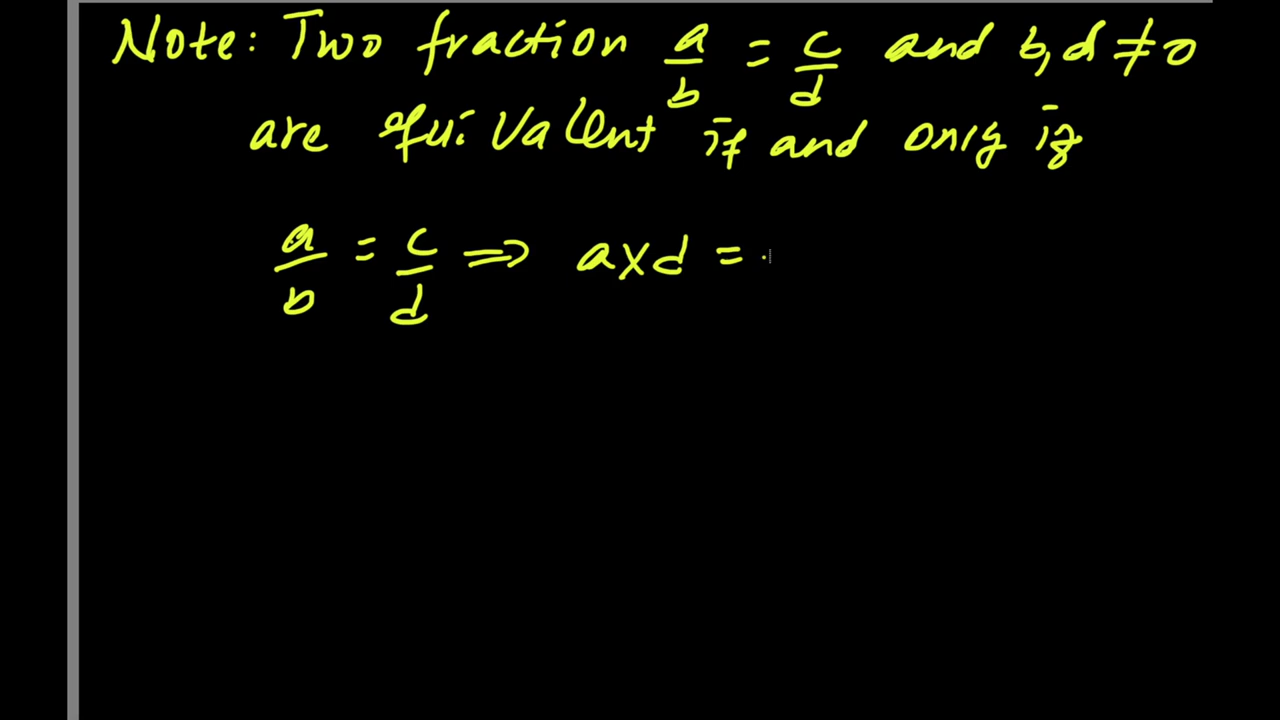 Note: Two fraction a/b = c/d and b, d ≠ 0
are equivalent if and only if
a/b = c/d ⇒ a x d =